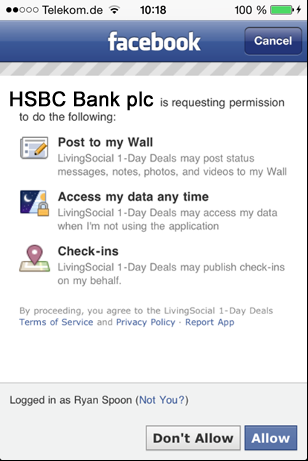 Telekom.de 10:18 100%
facebook Cancel
HSBC Bank plc is requesting permission
to do the following:
Post to my Wall
LivingSocial 1-Day Deals may post status
messages, notes, photos, and videos to my Wall
Access my data any time
LivingSocial 1-Day Deals may access my data
when I'm not using the application
Check-ins
LivingSocial 1-Day Deals may publish check-ins
on my behalf.
By proceeding, you agree to the LivingSocial 1-Day Deals
Terms of Service and Privacy Policy · Report App
Logged in as Ryan Spoon (Not You?)
Don't Allow Allow